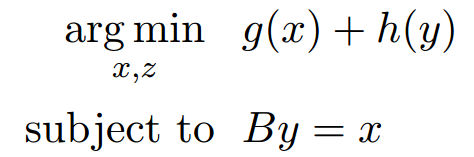 arg min g(x) + h(y)
x,z
subject to By = x